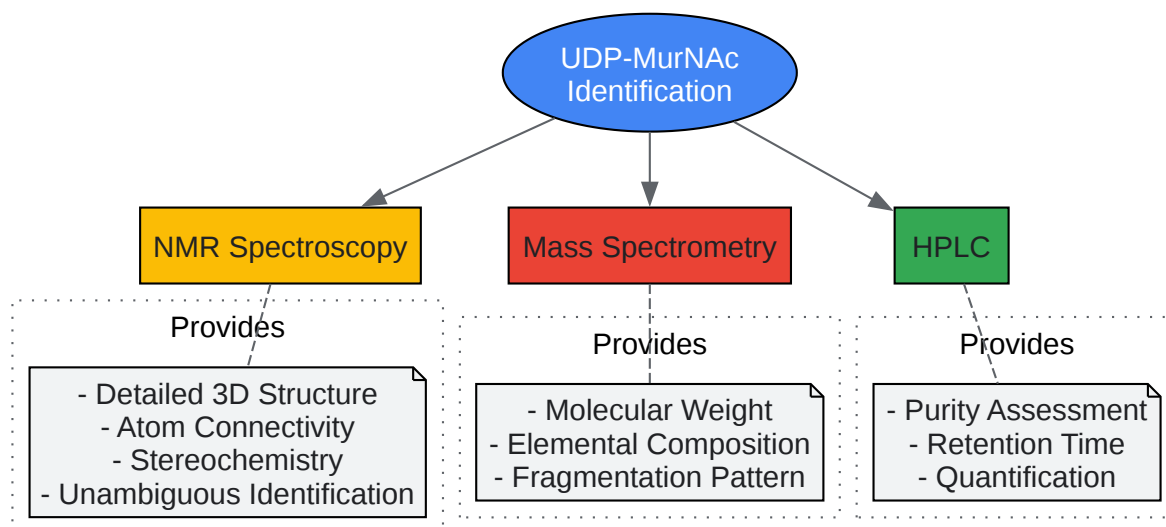 UDP-MurNAc
Identification
NMR Spectroscopy
Mass Spectrometry
HPLC
Provides
- Detailed 3D Structure
- Atom Connectivity
- Stereochemistry
- Unambiguous Identification
Provides
- Molecular Weight
- Elemental Composition
- Fragmentation Pattern
Provides
- Purity Assessment
- Retention Time
- Quantification